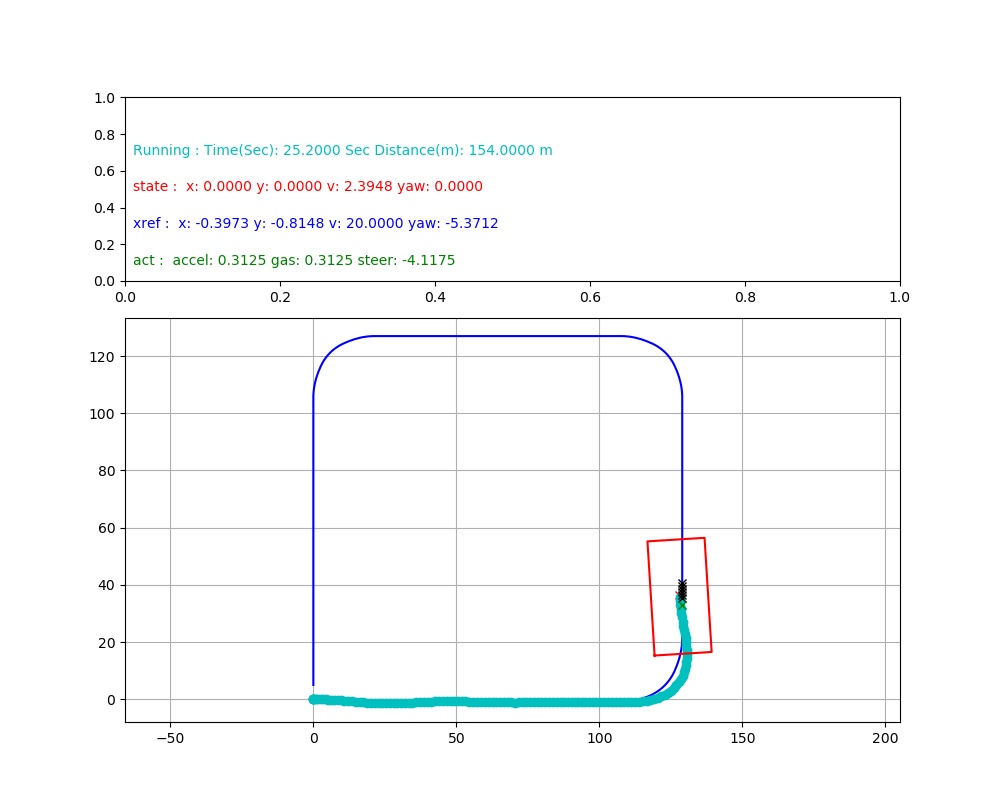 1.0
0.8
0.6
0.4
0.2
0.0
Running : Time(Sec): 25.2000 Sec Distance(m): 154.0000 m
state :  x: 0.0000 y: 0.0000 v: 2.3948 yaw: 0.0000
xref :  x: -0.3973 y: -0.8148 v: 20.0000 yaw: -5.3712
act :  accel: 0.3125 gas: 0.3125 steer: -4.1175
0.0 0.2 0.4 0.6 0.8 1.0
120
100
80
60
40
20
0
−50 0 50 100 150 200